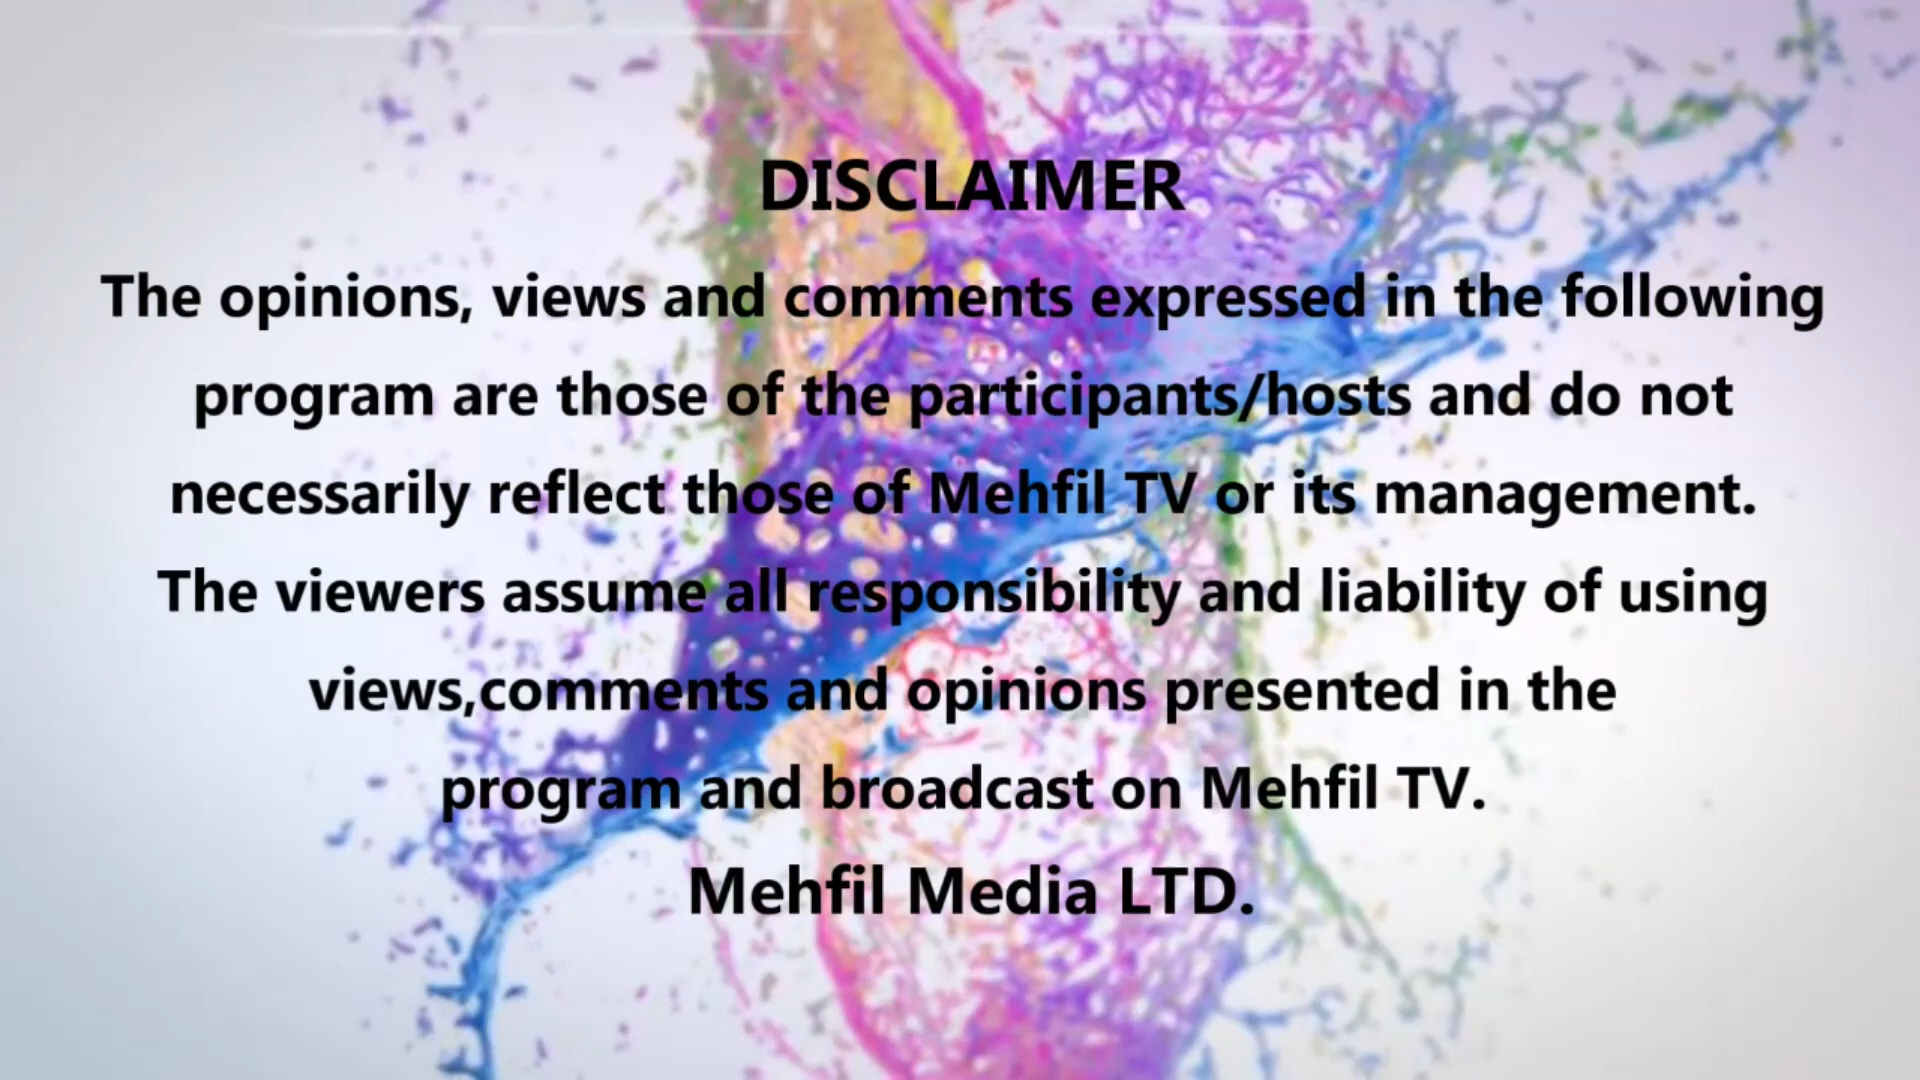 DISCLAIMER
The opinions, views and comments expressed in the following
program are those of the participants/hosts and do not
necessarily reflect those of Mehfil TV or its management.
The viewers assume all responsibility and liability of using
views,comments and opinions presented in the
program and broadcast on Mehfil TV.
Mehfil Media LTD.